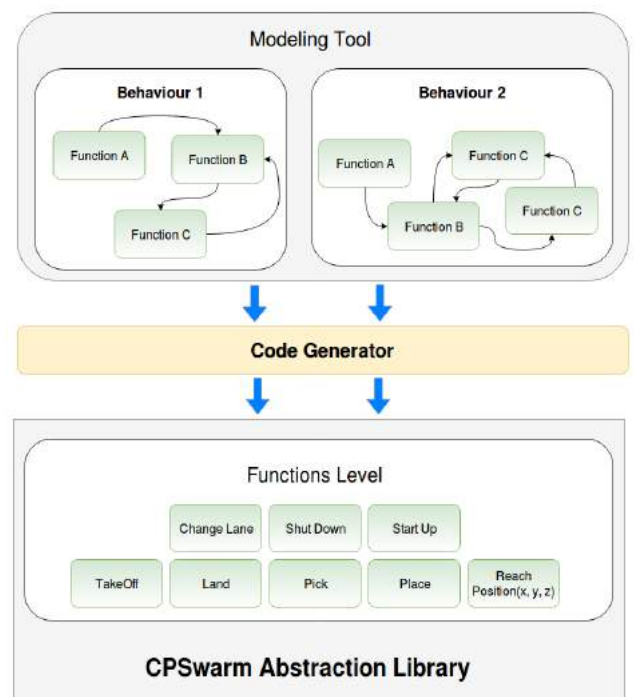 Modeling Tool
Behaviour 1
Function A
Function B
Function C
Behaviour 2
Function A
Function C
Function C
Function B
Code Generator
Functions Level
Change Lane
Shut Down
Start Up
TakeOff
Land
Pick
Place
Reach
Position(x, y, z)
CPSwarm Abstraction Library